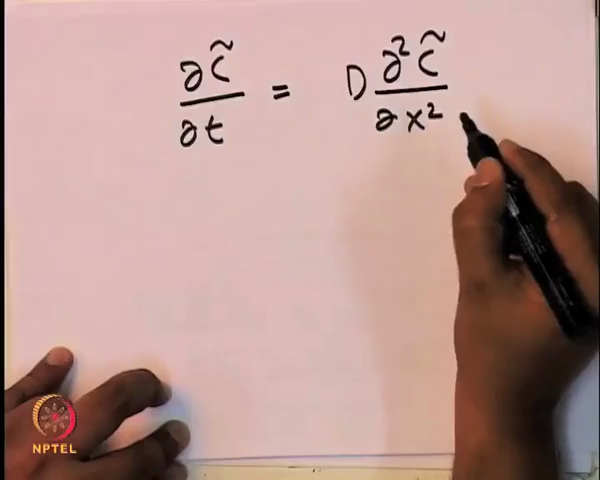 ∂c̃/∂t = D ∂²c̃/∂x²
NPTEL